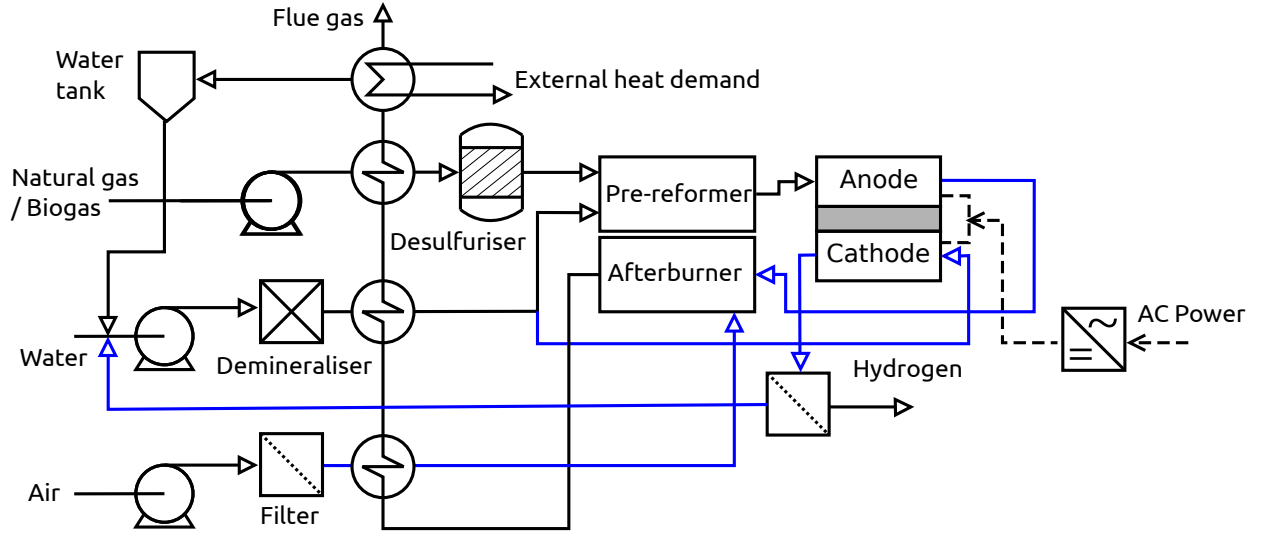 Flue gas
Water
tank
External heat demand
Natural gas
/ Biogas
Desulfuriser
Pre-reformer
Anode
Cathode
Afterburner
AC Power
Water
Demineraliser
Hydrogen
Air
Filter